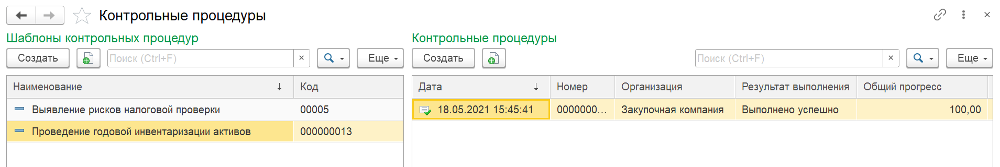 Контрольные процедуры
Шаблоны контрольных процедур
Создать Поиск (Ctrl+F) × Еще
Наименование ↓ Код
Выявление рисков налоговой проверки 00005
Проведение годовой инвентаризации активов 000000013
Контрольные процедуры
Создать Поиск (Ctrl+F) × Еще
Дата ↓ Номер Организация Результат выполнения Общий прогресс
18.05.2021 15:45:41 0000000... Закупочная компания Выполнено успешно 100,00